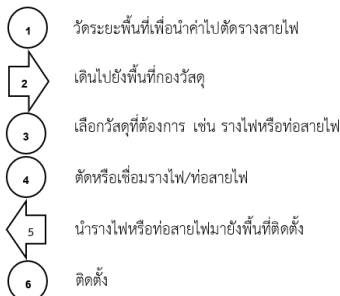 1 วัดระยะพื้นที่เพื่อนำค่าไปตัดรางสายไฟ
2 เดินไปยังพื้นที่กองวัสดุ
3 เลือกวัสดุที่ต้องการ เช่น รางไฟหรือท่อสายไฟ
4 ตัดหรือเชื่อมรางไฟ/ท่อสายไฟ
5 นำรางไฟหรือท่อสายไฟมายังพื้นที่ติดตั้ง
6 ติดตั้ง